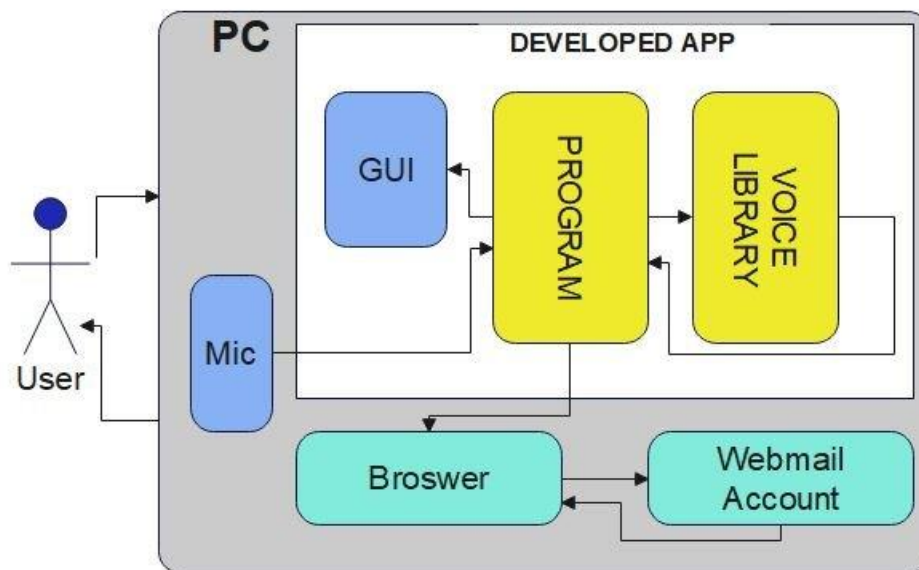 PC
DEVELOPED APP
GUI
PROGRAM
VOICE
LIBRARY
Mic
User
Broswer
Webmail
Account